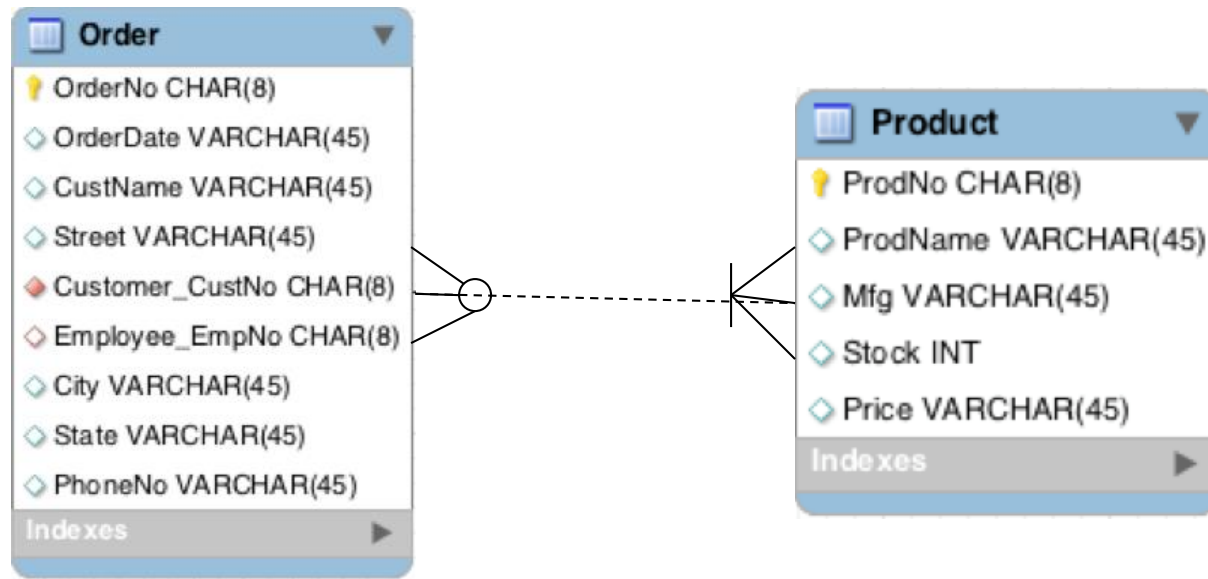 Order
OrderNo CHAR(8)
OrderDate VARCHAR(45)
CustName VARCHAR(45)
Street VARCHAR(45)
Customer_CustNo CHAR(8)
Employee_EmpNo CHAR(8)
City VARCHAR(45)
State VARCHAR(45)
PhoneNo VARCHAR(45)
Indexes
Product
ProdNo CHAR(8)
ProdName VARCHAR(45)
Mfg VARCHAR(45)
Stock INT
Price VARCHAR(45)
Indexes